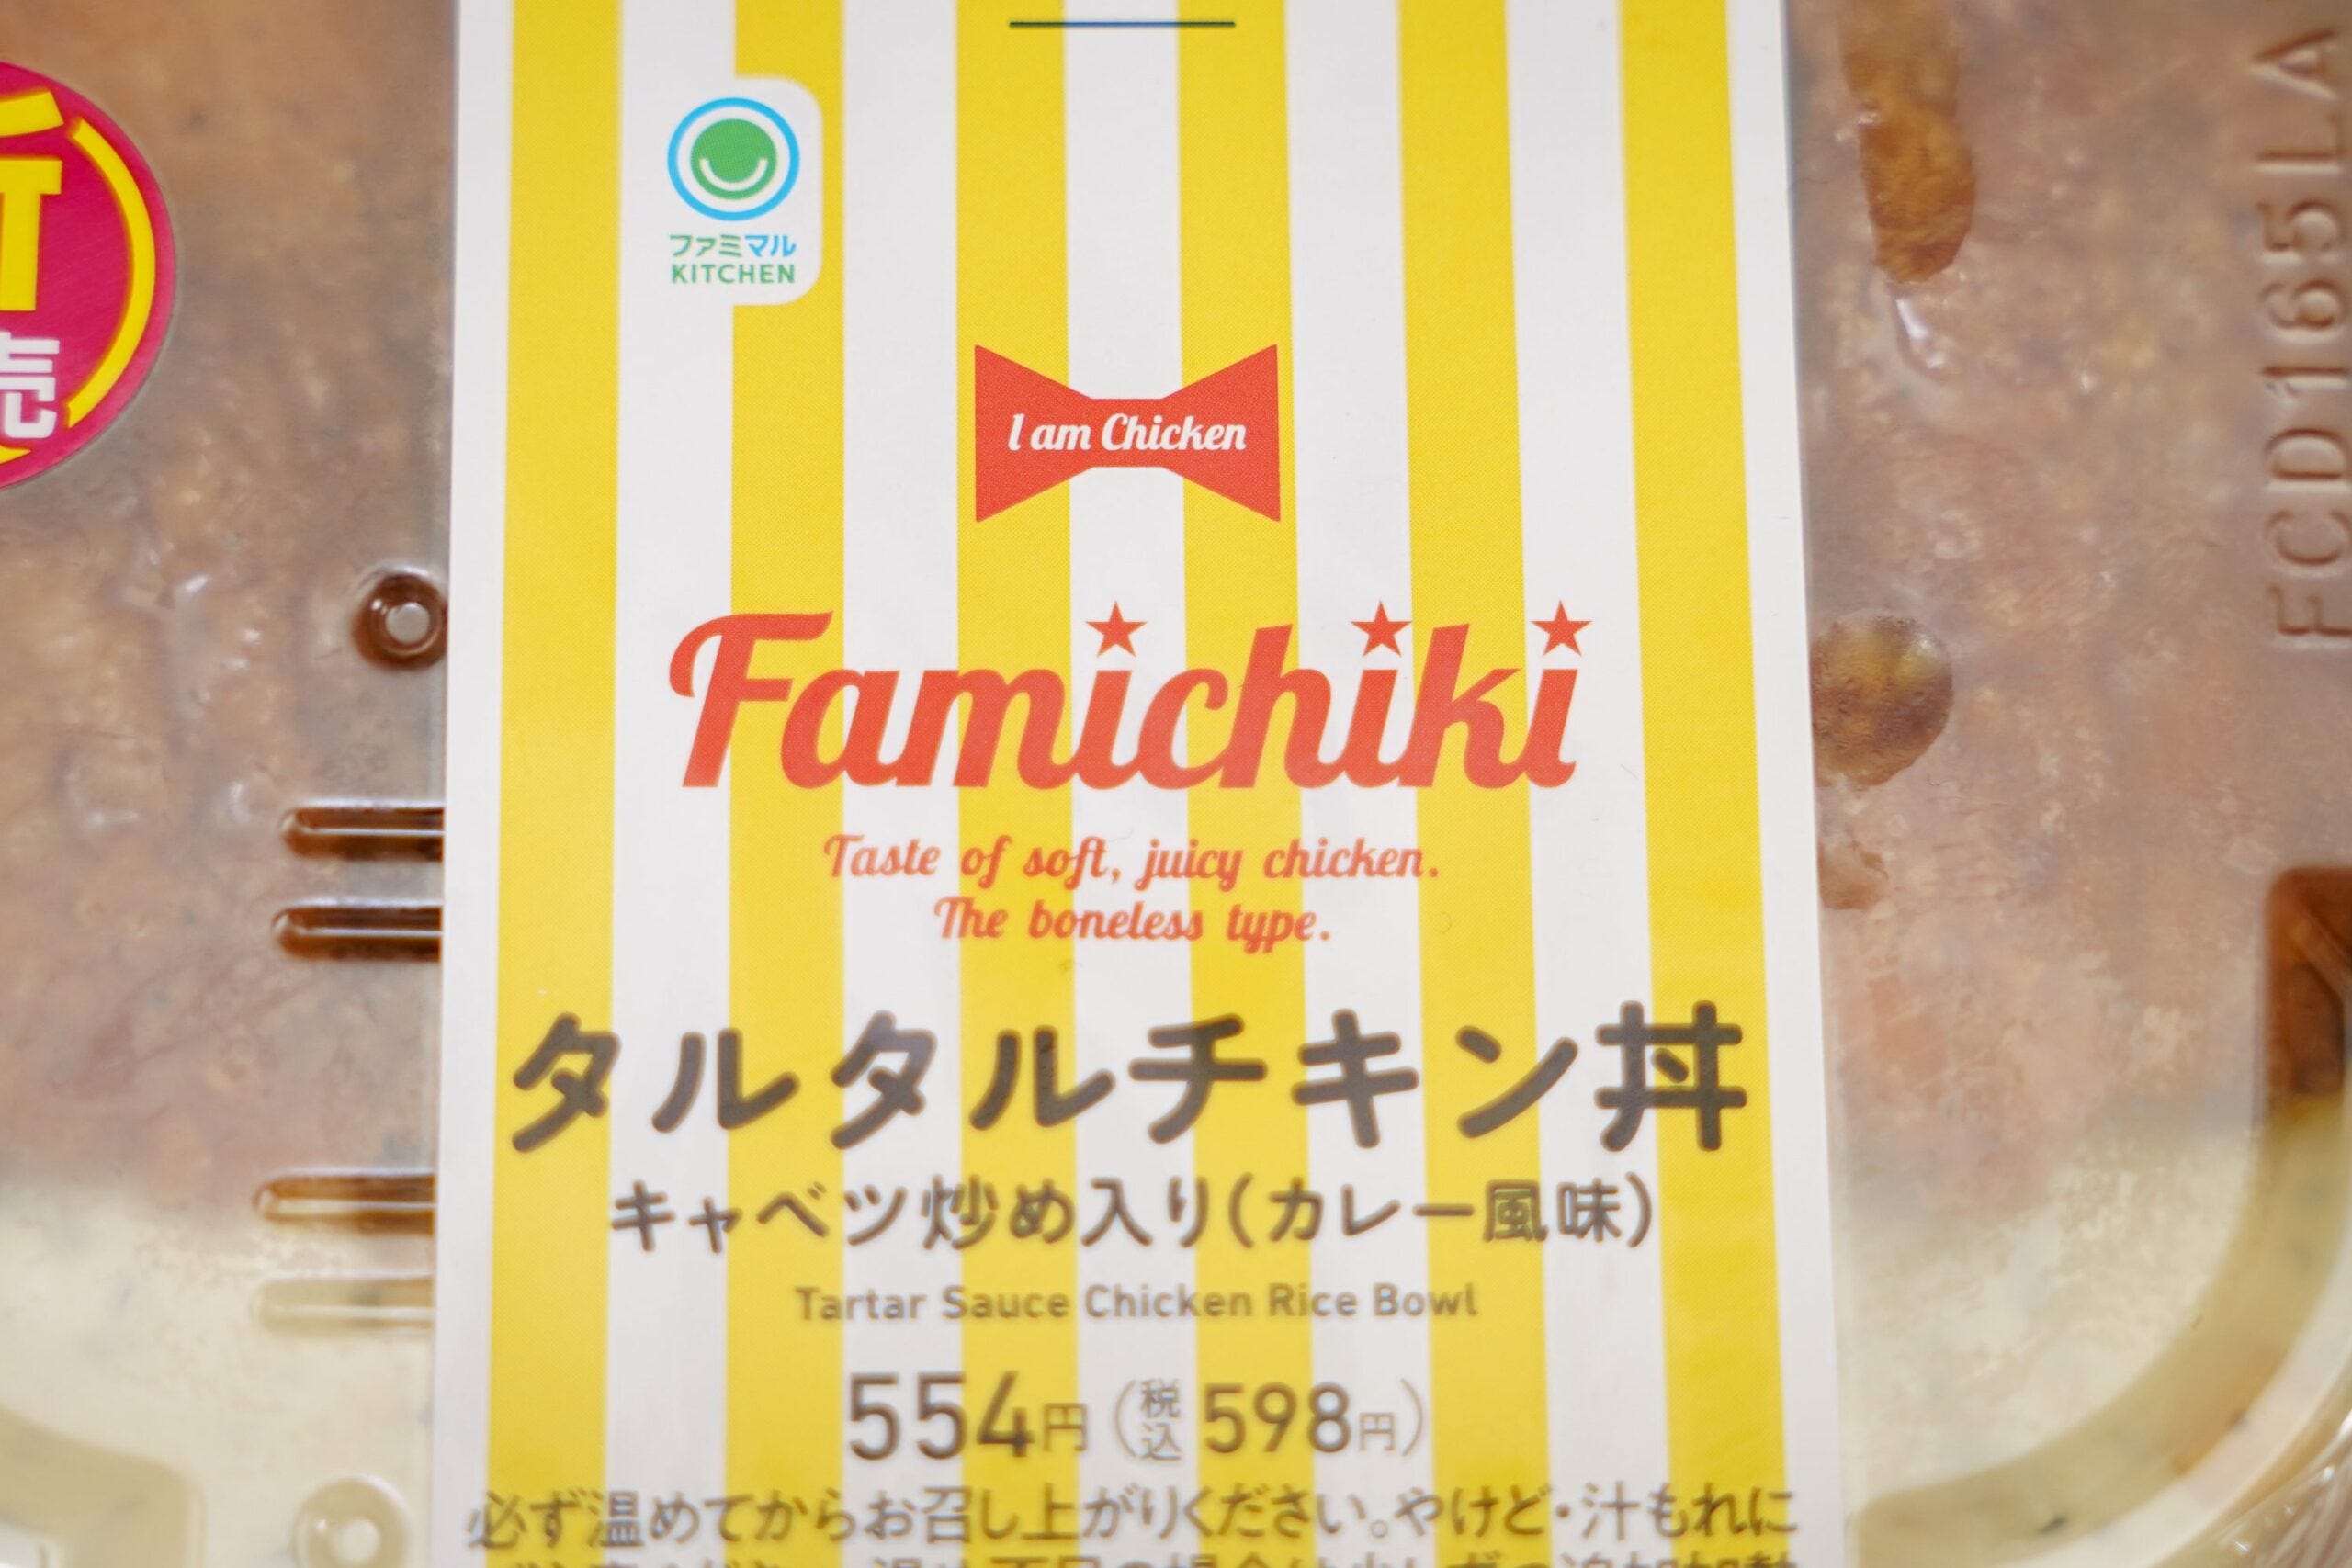 ファミマル
KITCHEN
I am Chicken
Famichiki
Taste of soft, juicy chicken.
The boneless type.
タルタルチキン丼
キャベツ炒め入り(カレー風味)
Tartar Sauce Chicken Rice Bowl
554円(税込598円)
必ず温めてからお召し上がりください。やけど・汁もれに
売
FCD165LA